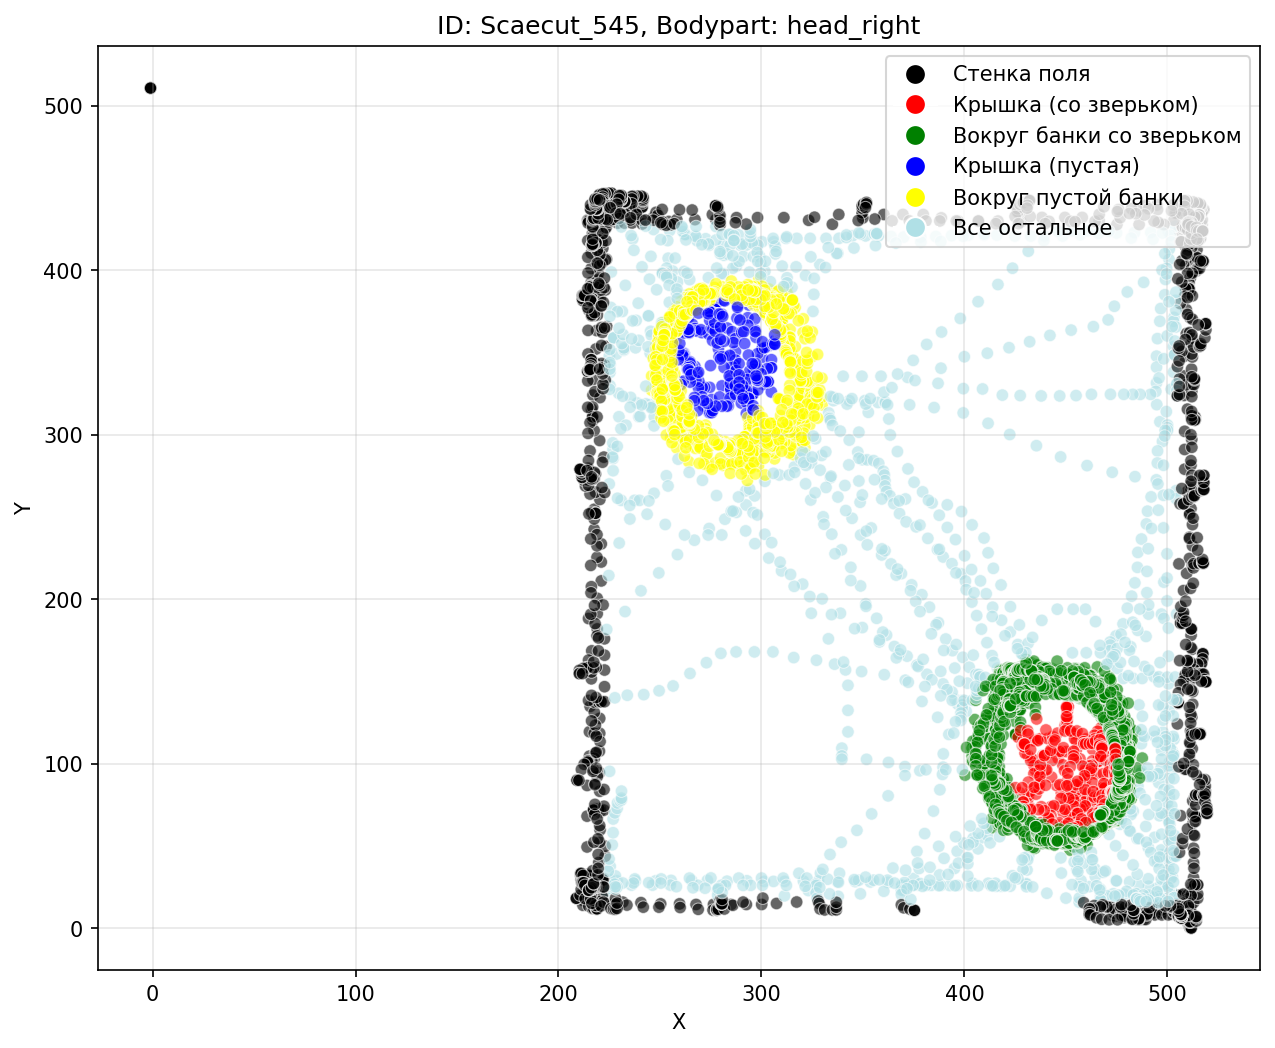 ID: Scaecut_545, Bodypart: head_right
Стенка поля
Крышка (со зверьком)
Вокруг банки со зверьком
Крышка (пустая)
Вокруг пустой банки
Все остальное
500
400
300
200
100
0
Y
0 100 200 300 400 500
X